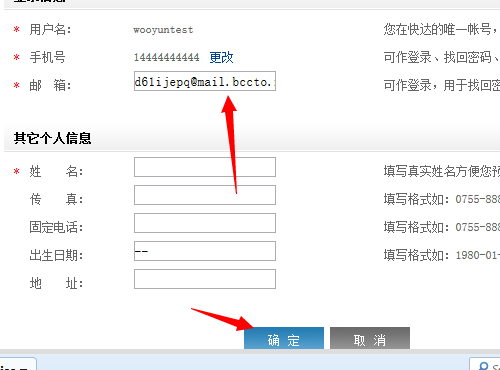 * 用户名: wooyuntest 您在快达的唯一帐号,
* 手机号 14444444444 更改 可作登录、找回密码、
* 邮 箱: d6lijepq@mail.bccto. 可作登录，用于找回密
其它个人信息
* 姓 名: 填写真实姓名方便您预
传 真: 填写格式如: 0755-888
固定电话: 填写格式如: 0755-888
出生日期: -- 填写格式如: 1980-01-
地 址:
确 定 取 消